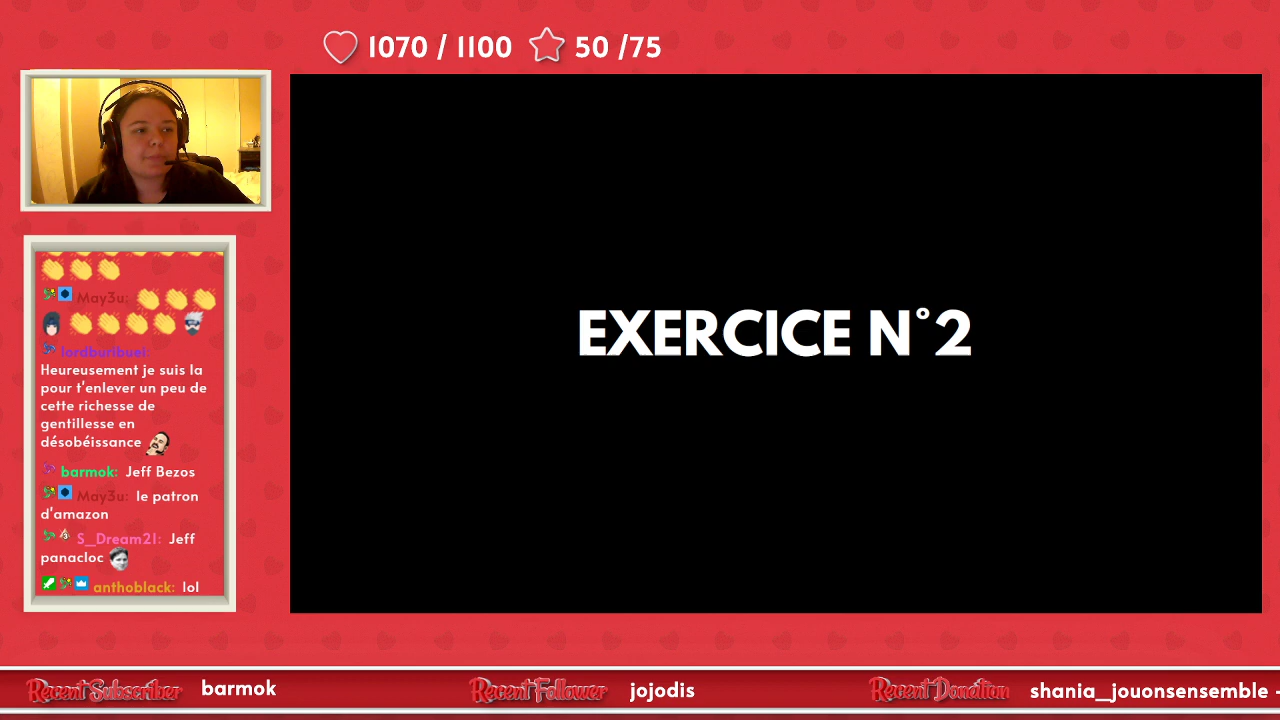 1070 / 1100 50 /75
May3u:
lordburibuei:
Heureusement je suis la
pour t'enlever un peu de
cette richesse de
gentillesse en
désobéissance
barmok: Jeff Bezos
May3u: le patron
d'amazon
S_Dream21: Jeff
panacloc
anthoblack: lol
EXERCICE N°2
Recent Subscriber barmok
Recent Follower jojodis
Recent Donation shania_jouonsensemble -